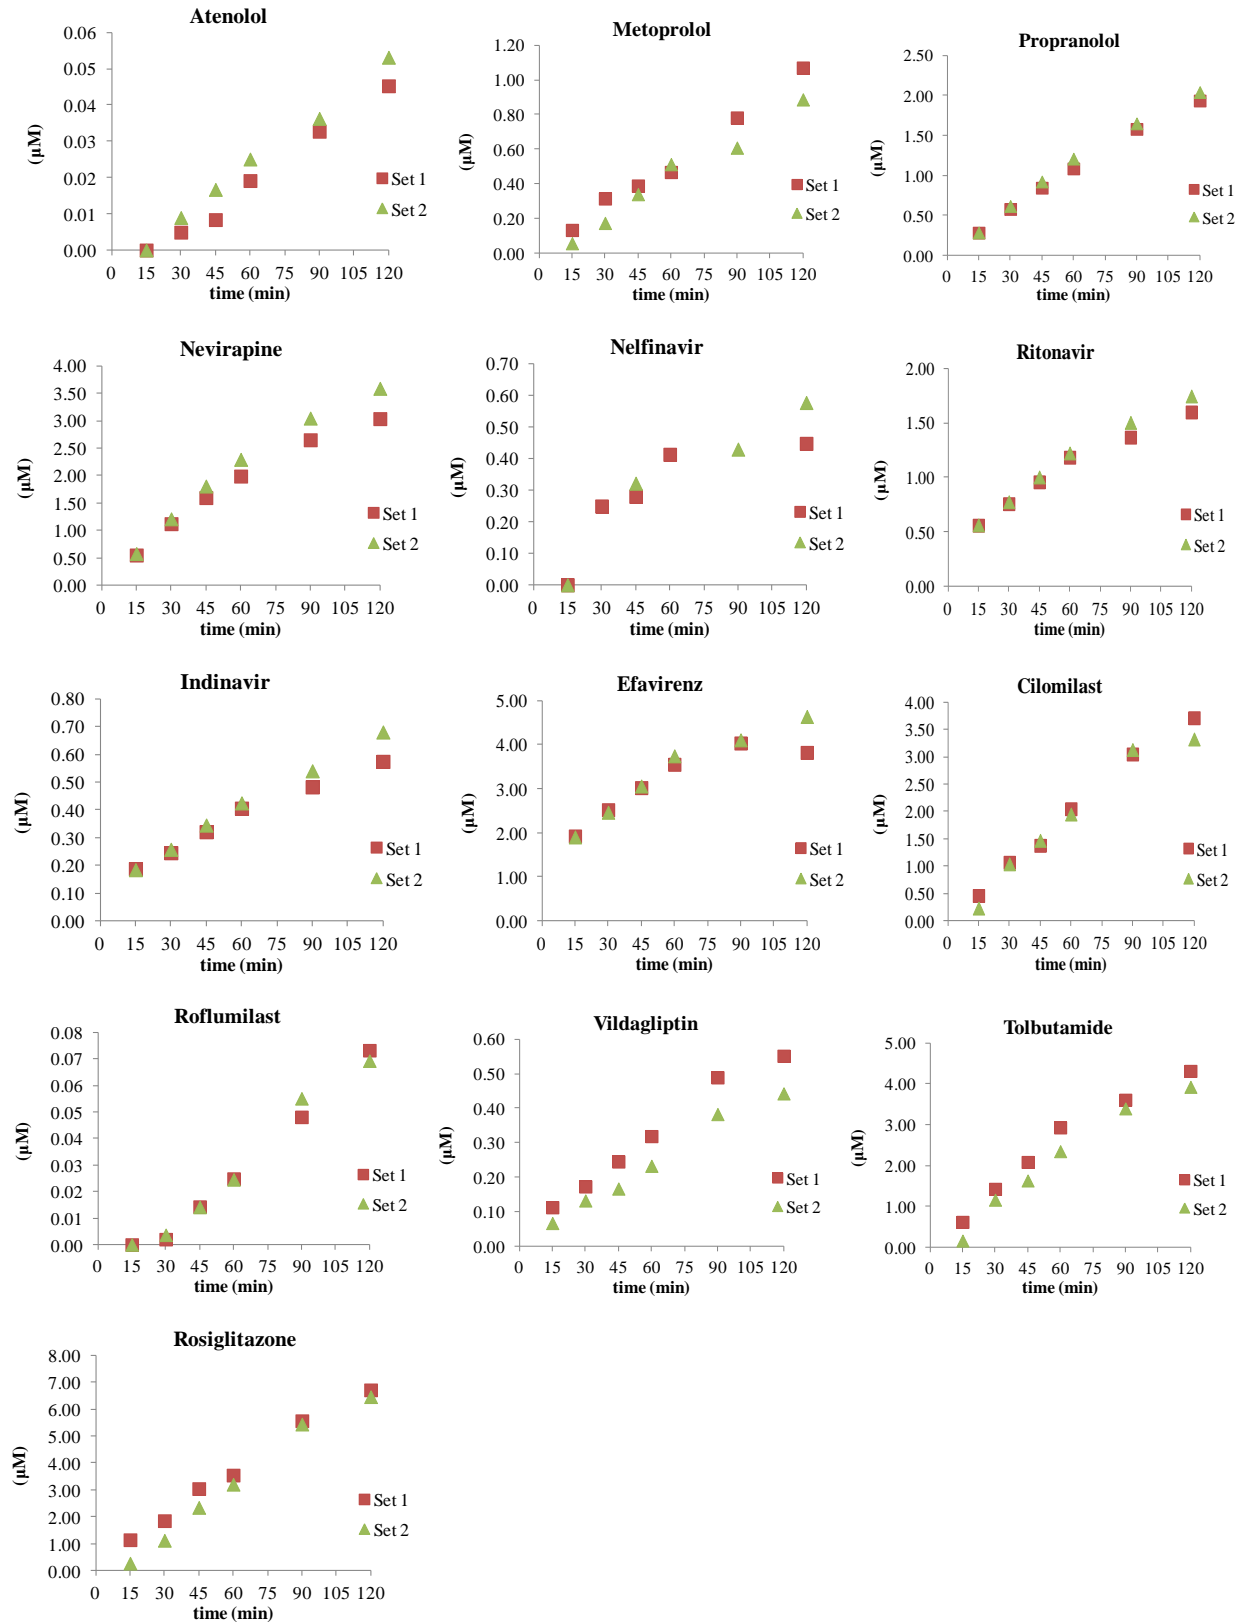 Atenolol
0.06
0.05
0.04
0.03
0.02
0.01
0.00
(µM)
0 15 30 45 60 75 90 105 120
time (min)
Set 1
Set 2
Metoprolol
1.20
1.00
0.80
0.60
0.40
0.20
0.00
(µM)
0 15 30 45 60 75 90 105 120
time (min)
Set 1
Set 2
Propranolol
2.50
2.00
1.50
1.00
0.50
0.00
(µM)
0 15 30 45 60 75 90 105 120
time (min)
Set 1
Set 2
Nevirapine
4.00
3.50
3.00
2.50
2.00
1.50
1.00
0.50
0.00
(µM)
0 15 30 45 60 75 90 105 120
time (min)
Set 1
Set 2
Nelfinavir
0.70
0.60
0.50
0.40
0.30
0.20
0.10
0.00
(µM)
0 15 30 45 60 75 90 105 120
time (min)
Set 1
Set 2
Ritonavir
2.00
1.50
1.00
0.50
0.00
(µM)
0 15 30 45 60 75 90 105 120
time (min)
Set 1
Set 2
Indinavir
0.80
0.70
0.60
0.50
0.40
0.30
0.20
0.10
0.00
(µM)
0 15 30 45 60 75 90 105 120
time (min)
Set 1
Set 2
Efavirenz
5.00
4.00
3.00
2.00
1.00
0.00
(µM)
0 15 30 45 60 75 90 105 120
time (min)
Set 1
Set 2
Cilomilast
4.00
3.50
3.00
2.50
2.00
1.50
1.00
0.50
0.00
(µM)
0 15 30 45 60 75 90 105 120
time (min)
Set 1
Set 2
Roflumilast
0.08
0.07
0.06
0.05
0.04
0.03
0.02
0.01
0.00
(µM)
0 15 30 45 60 75 90 105 120
time (min)
Set 1
Set 2
Vildagliptin
0.60
0.50
0.40
0.30
0.20
0.10
0.00
(µM)
0 15 30 45 60 75 90 105 120
time (min)
Set 1
Set 2
Tolbutamide
5.00
4.00
3.00
2.00
1.00
0.00
(µM)
0 15 30 45 60 75 90 105 120
time (min)
Set 1
Set 2
Rosiglitazone
8.00
7.00
6.00
5.00
4.00
3.00
2.00
1.00
0.00
(µM)
0 15 30 45 60 75 90 105 120
time (min)
Set 1
Set 2